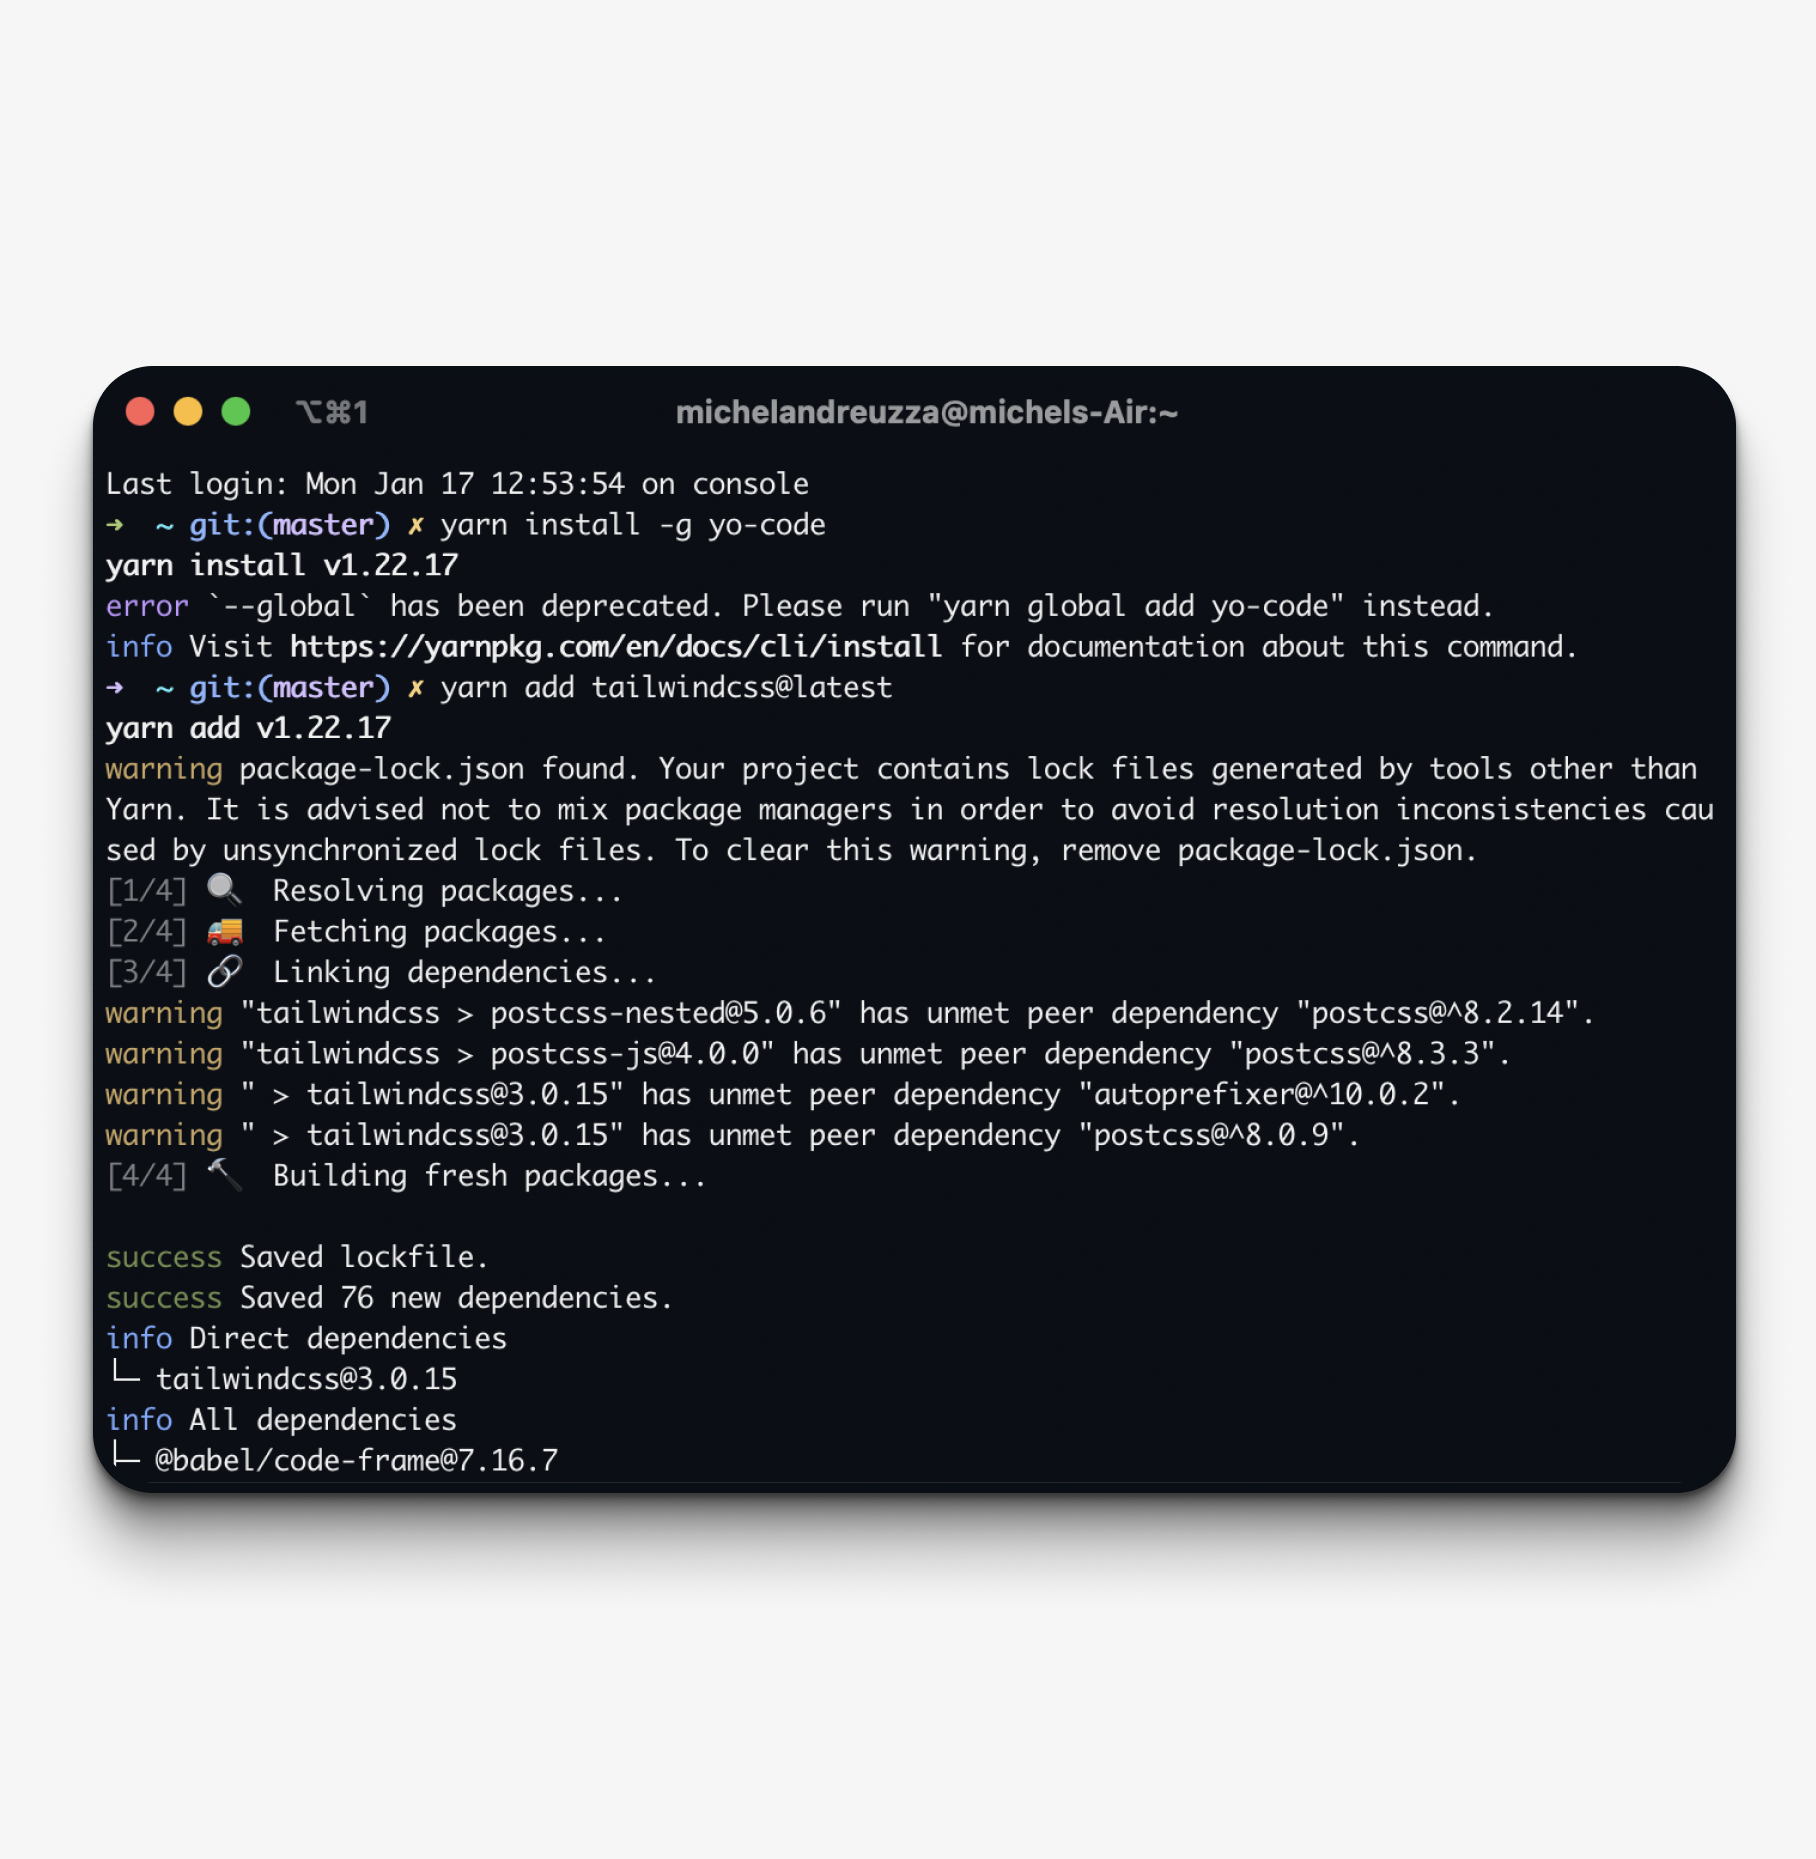 ⌥⌘1 michelandreuzza@michels-Air:~
Last login: Mon Jan 17 12:53:54 on console
➜  ~ git:(master) ✗ yarn install -g yo-code
yarn install v1.22.17
error `--global` has been deprecated. Please run "yarn global add yo-code" instead.
info Visit https://yarnpkg.com/en/docs/cli/install for documentation about this command.
➜  ~ git:(master) ✗ yarn add tailwindcss@latest
yarn add v1.22.17
warning package-lock.json found. Your project contains lock files generated by tools other than
Yarn. It is advised not to mix package managers in order to avoid resolution inconsistencies cau
sed by unsynchronized lock files. To clear this warning, remove package-lock.json.
[1/4] 🔍  Resolving packages...
[2/4] 🚚  Fetching packages...
[3/4] 🔗  Linking dependencies...
warning "tailwindcss > postcss-nested@5.0.6" has unmet peer dependency "postcss@^8.2.14".
warning "tailwindcss > postcss-js@4.0.0" has unmet peer dependency "postcss@^8.3.3".
warning " > tailwindcss@3.0.15" has unmet peer dependency "autoprefixer@^10.0.2".
warning " > tailwindcss@3.0.15" has unmet peer dependency "postcss@^8.0.9".
[4/4] 🔨  Building fresh packages...
success Saved lockfile.
success Saved 76 new dependencies.
info Direct dependencies
└─ tailwindcss@3.0.15
info All dependencies
├─ @babel/code-frame@7.16.7